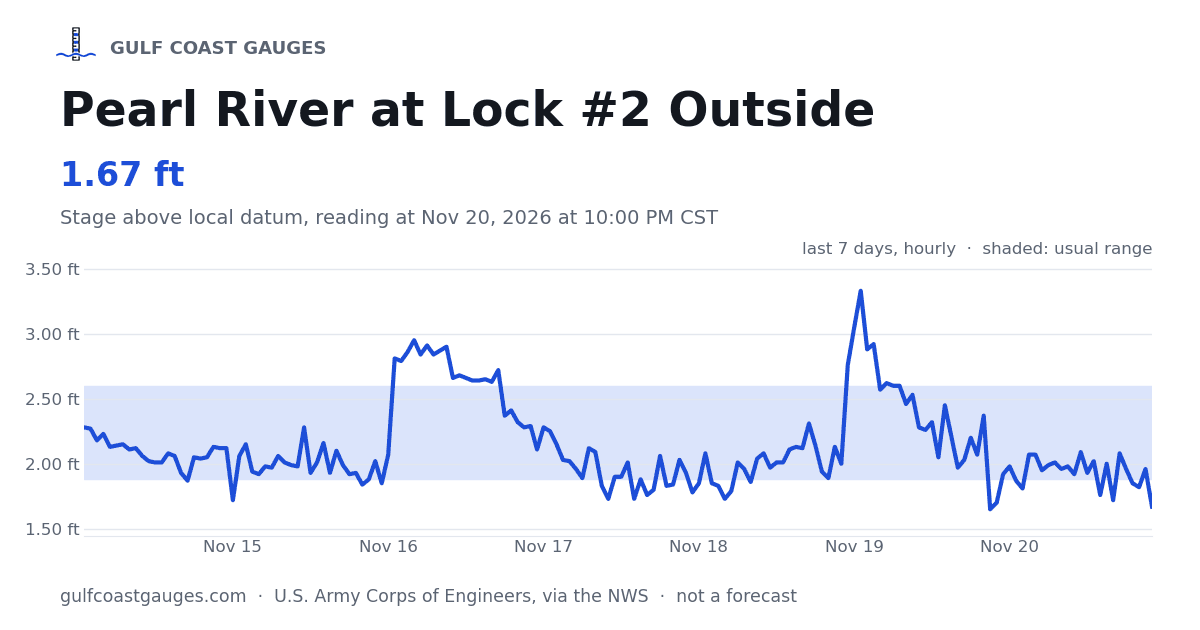 GULF COAST GAUGES
Pearl River at Lock #2 Outside
1.67 ft
Stage above local datum, reading at Nov 20, 2026 at 10:00 PM CST
last 7 days, hourly · shaded: usual range
3.50 ft
3.00 ft
2.50 ft
2.00 ft
1.50 ft
Nov 15 Nov 16 Nov 17 Nov 18 Nov 19 Nov 20
gulfcoastgauges.com · U.S. Army Corps of Engineers, via the NWS · not a forecast